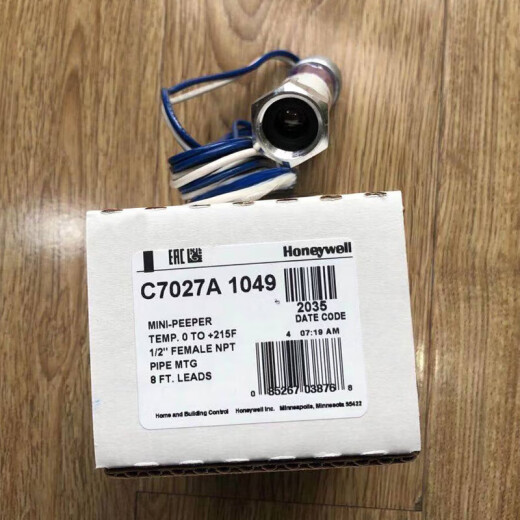 EAC
Honeywell
C7027A 1049
2035
DATE CODE
4 07:19 AM
MINI-PEEPER
TEMP. 0 TO +215F
1/2" FEMALE NPT
PIPE MTG
8 FT. LEADS
0 85267 03876 8
Home and Building Control Honeywell Inc. Minneapolis, Minnesota 55422